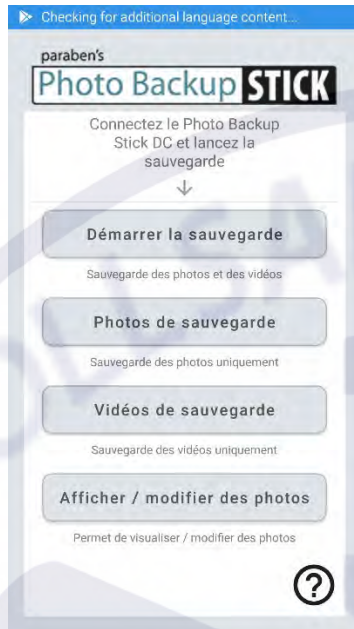 Checking for additional language content...
paraben's
Photo Backup STICK
Connectez le Photo Backup
Stick DC et lancez la
sauvegarde
Démarrer la sauvegarde
Sauvegarde des photos et des vidéos
Photos de sauvegarde
Sauvegarde des photos uniquement
Vidéos de sauvegarde
Sauvegarde des vidéos uniquement
Afficher / modifier des photos
Permet de visualiser / modifier des photos
?